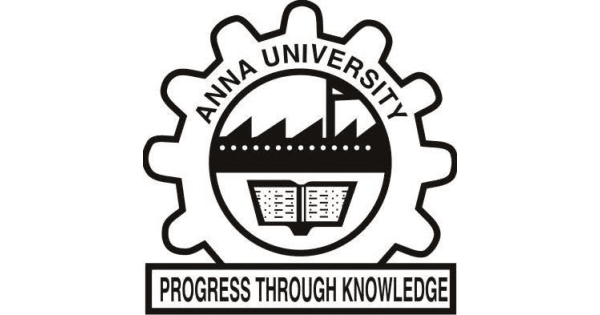 ANNA UNIVERSITY
PROGRESS THROUGH KNOWLEDGE